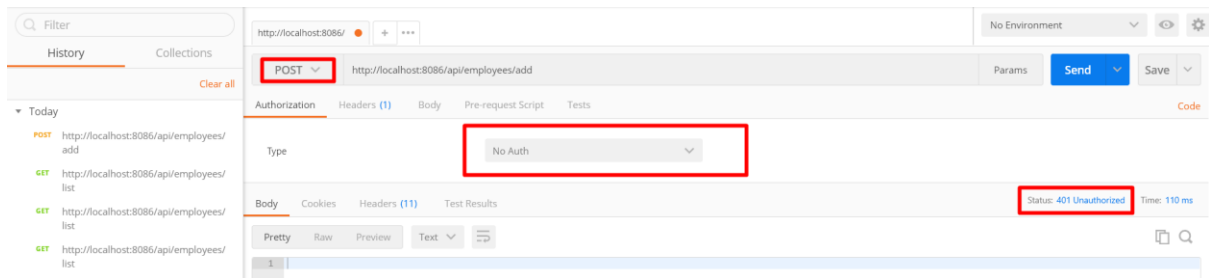 Filter
History Collections
Clear all
Today
POST http://localhost:8086/api/employees/
add
GET http://localhost:8086/api/employees/
list
GET http://localhost:8086/api/employees/
list
GET http://localhost:8086/api/employees/
list
http://localhost:8086/ + •••
No Environment
POST http://localhost:8086/api/employees/add Params Send Save
Authorization Headers (1) Body Pre-request Script Tests Code
Type No Auth
Body Cookies Headers (11) Test Results Status: 401 Unauthorized Time: 110 ms
Pretty Raw Preview Text
1